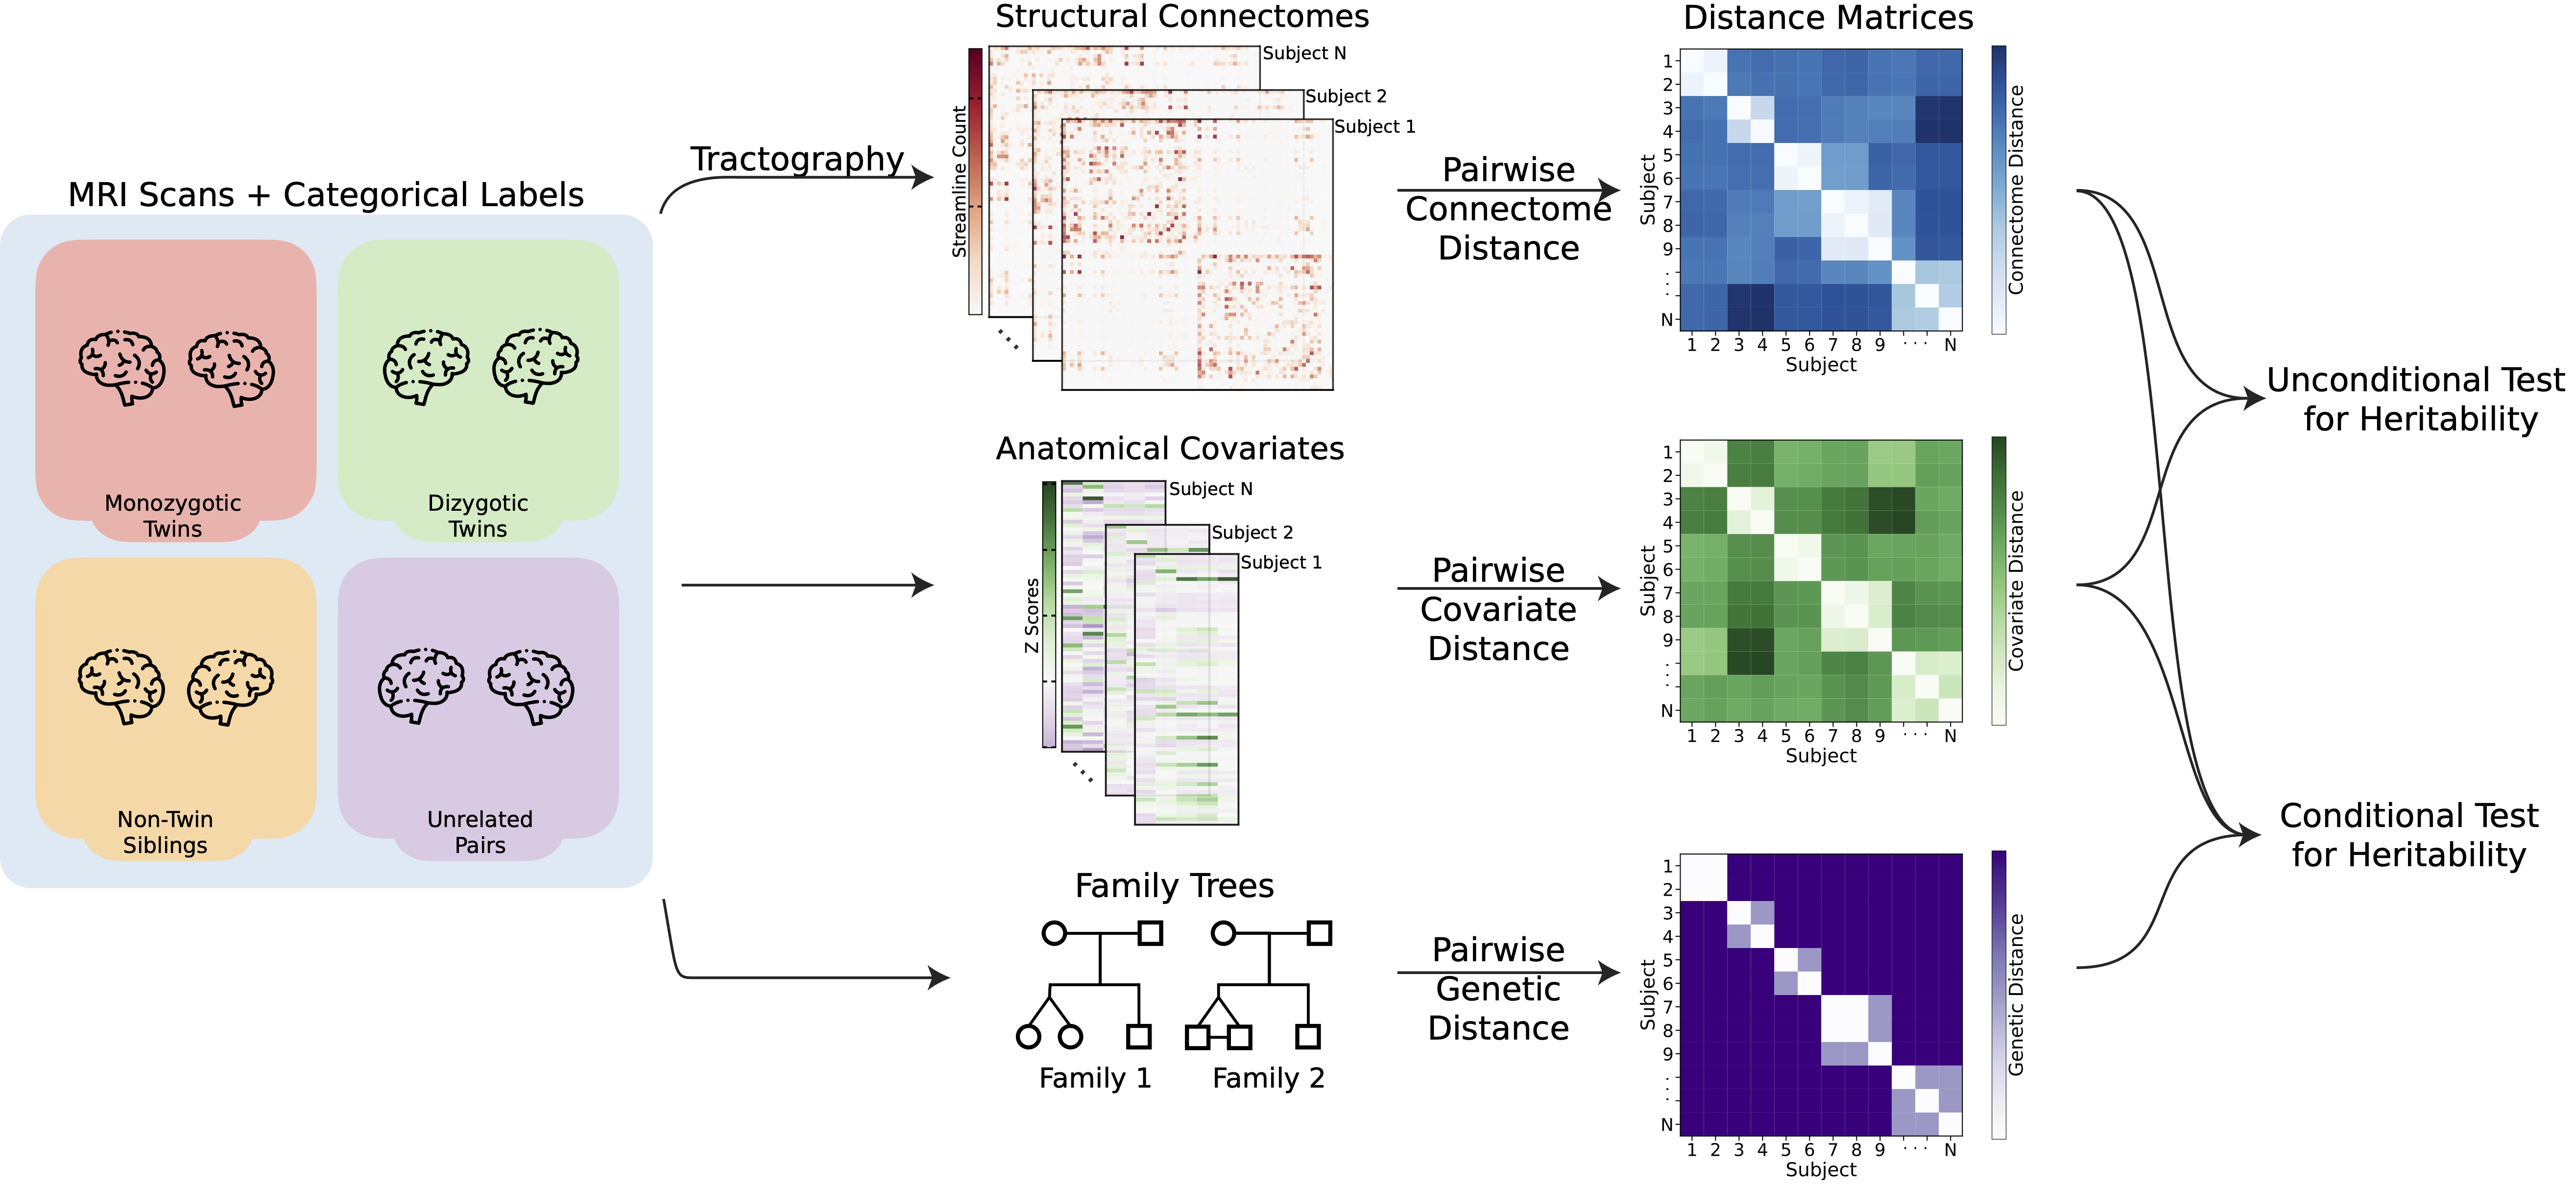 MRI Scans + Categorical Labels
Monozygotic
Twins
Dizygotic
Twins
Non-Twin
Siblings
Unrelated
Pairs
Tractography
Structural Connectomes
Streamline Count
Subject N
Subject 2
Subject 1
Anatomical Covariates
Z Scores
Subject N
Subject 2
Subject 1
Family Trees
Family 1
Family 2
Pairwise
Connectome
Distance
Pairwise
Covariate
Distance
Pairwise
Genetic
Distance
Distance Matrices
Subject
1
2
3
4
5
6
7
8
9
...
N
1 2 3 4 5 6 7 8 9 ... N
Subject
Connectome Distance
Subject
1
2
3
4
5
6
7
8
9
...
N
1 2 3 4 5 6 7 8 9 ... N
Subject
Covariate Distance
Subject
1
2
3
4
5
6
7
8
9
...
N
1 2 3 4 5 6 7 8 9 ... N
Subject
Genetic Distance
Unconditional Test
for Heritability
Conditional Test
for Heritability